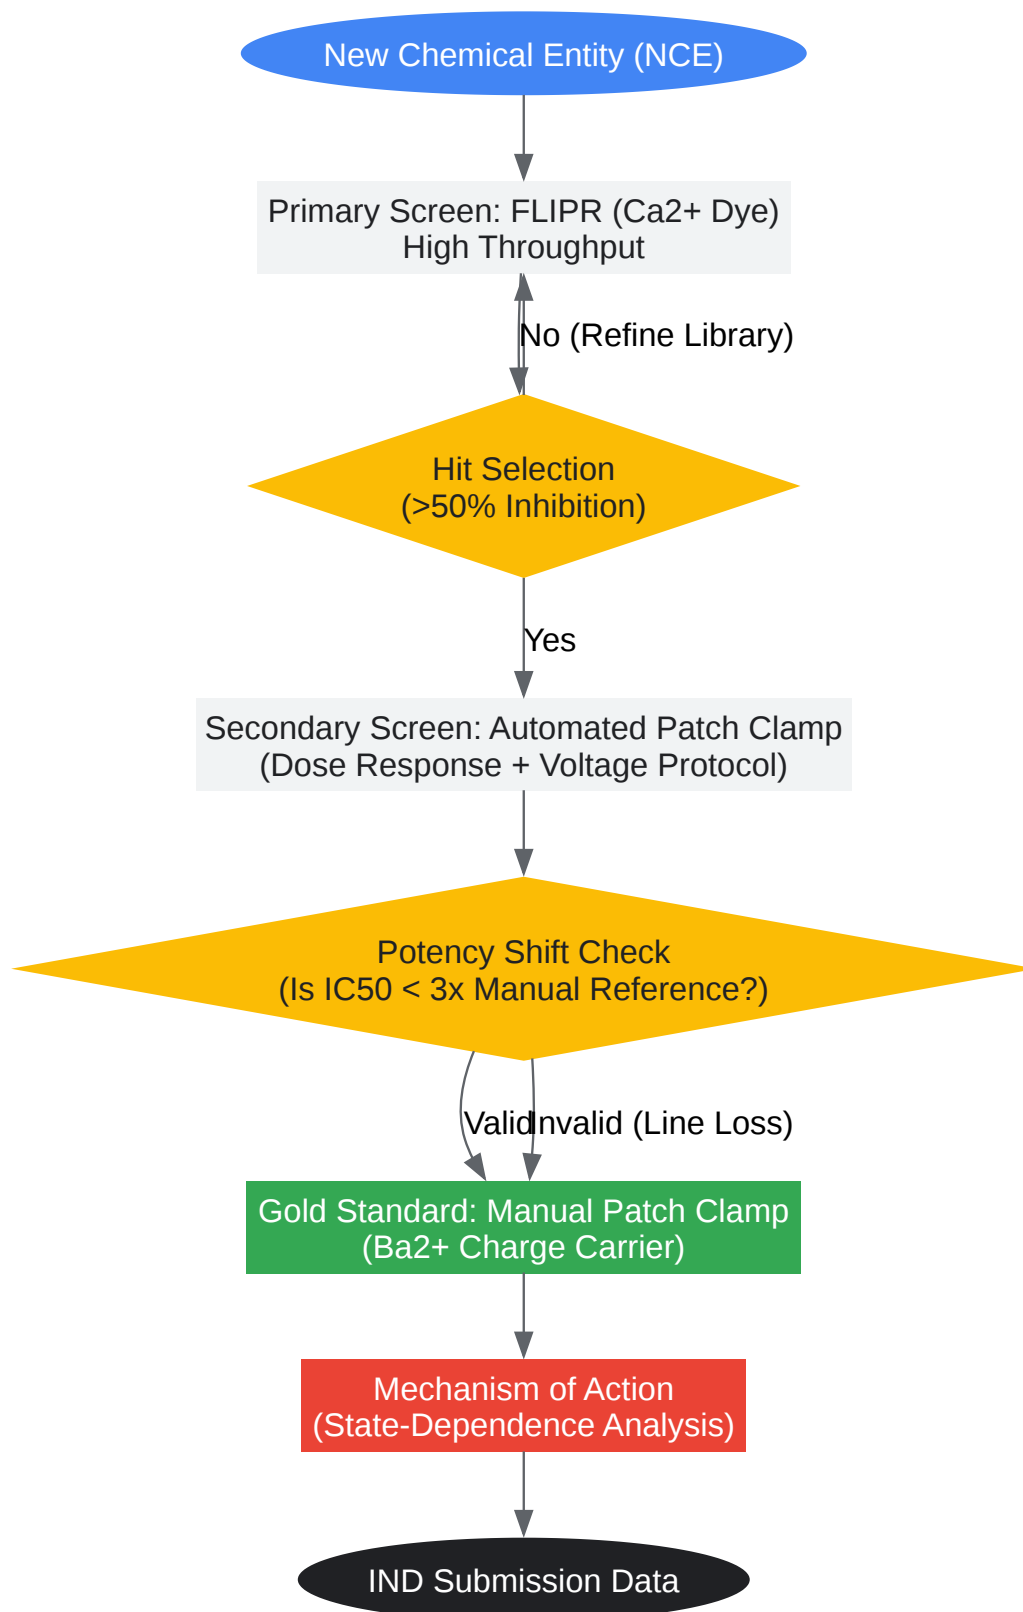 New Chemical Entity (NCE)
Primary Screen: FLIPR (Ca2+ Dye)
High Throughput
No (Refine Library)
Hit Selection
(>50% Inhibition)
Yes
Secondary Screen: Automated Patch Clamp
(Dose Response + Voltage Protocol)
Potency Shift Check
(Is IC50 < 3x Manual Reference?)
Valid
Invalid (Line Loss)
Gold Standard: Manual Patch Clamp
(Ba2+ Charge Carrier)
Mechanism of Action
(State-Dependence Analysis)
IND Submission Data